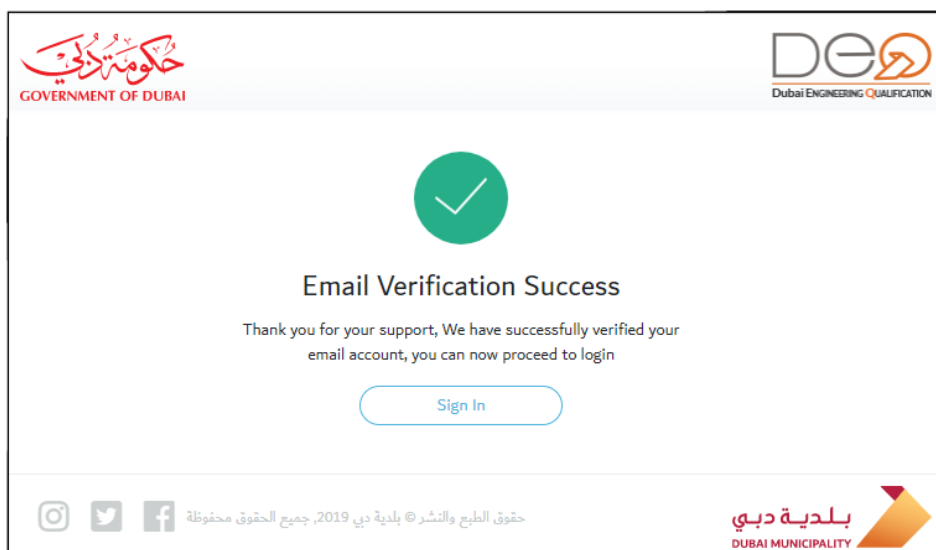 حكومة دبي
GOVERNMENT OF DUBAI
DEQ
Dubai ENGINEERING QUALIFICATION
Email Verification Success
Thank you for your support, We have successfully verified your
email account, you can now proceed to login
Sign In
حقوق الطبع والنشر © بلدية دبي 2019, جميع الحقوق محفوظة
بلدية دبي
DUBAI MUNICIPALITY